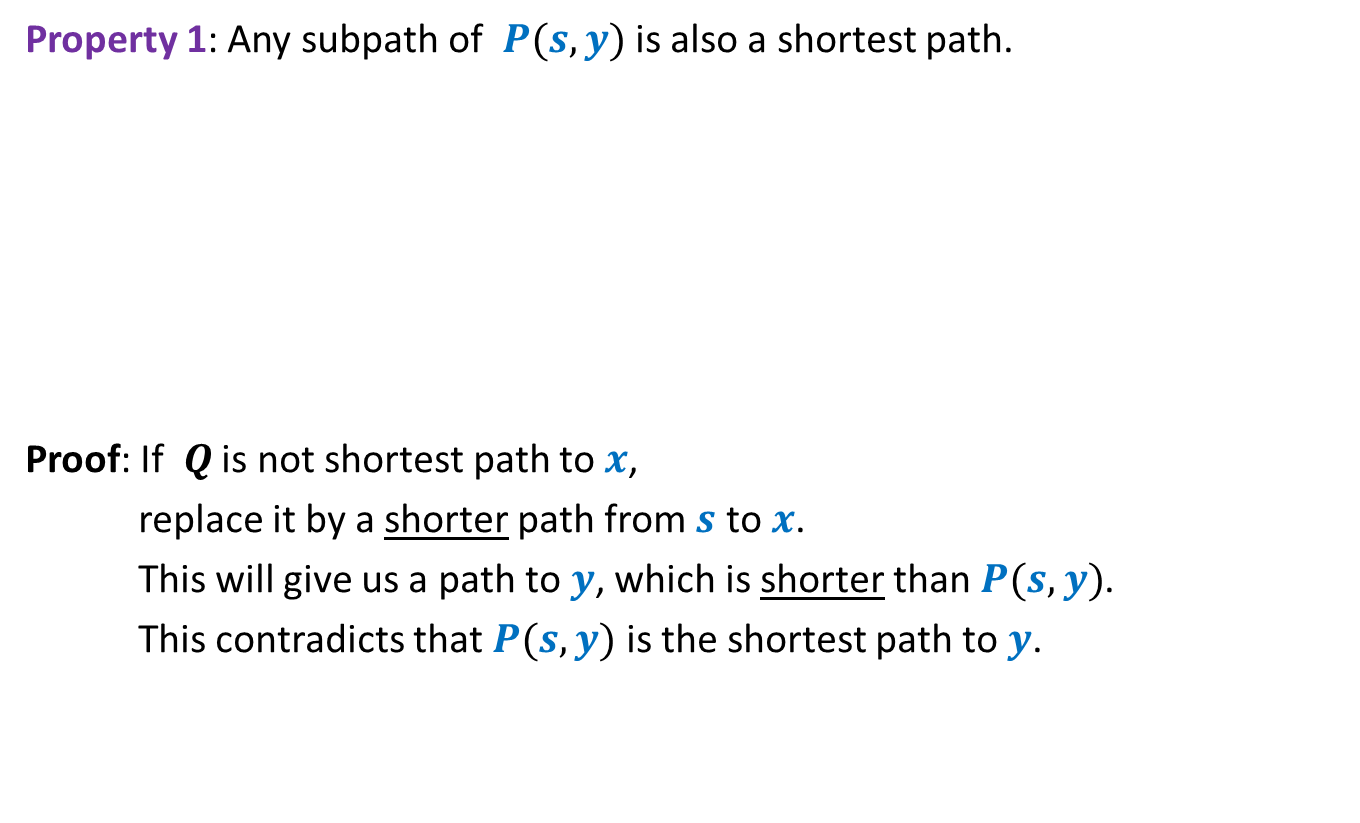 Property 1: Any subpath of P(s, y) is also a shortest path.
Proof: If Q is not shortest path to x,
replace it by a shorter path from s to x.
This will give us a path to y, which is shorter than P(s, y).
This contradicts that P(s, y) is the shortest path to y.